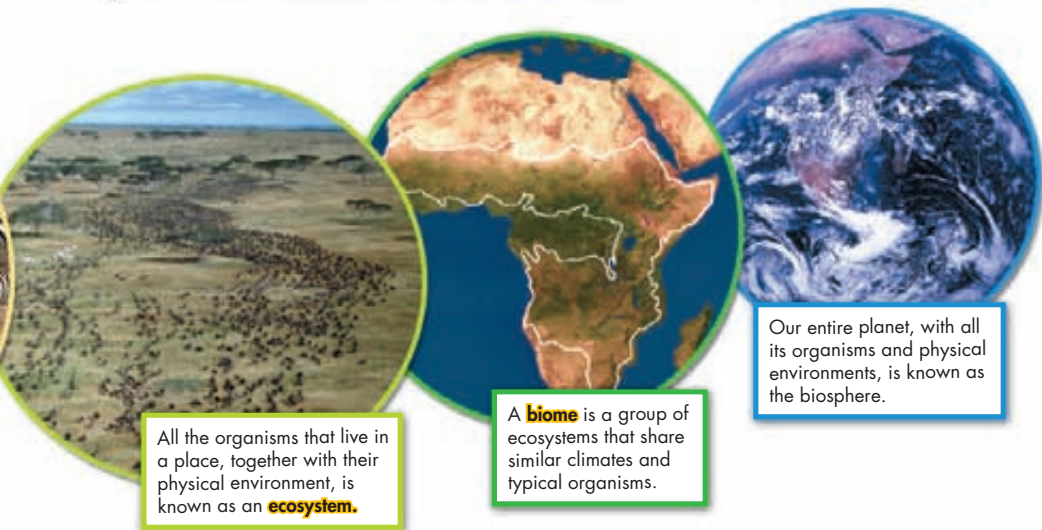 All the organisms that live in
a place, together with their
physical environment, is
known as an ecosystem.
A biome is a group of
ecosystems that share
similar climates and
typical organisms.
Our entire planet, with all
its organisms and physical
environments, is known as
the biosphere.